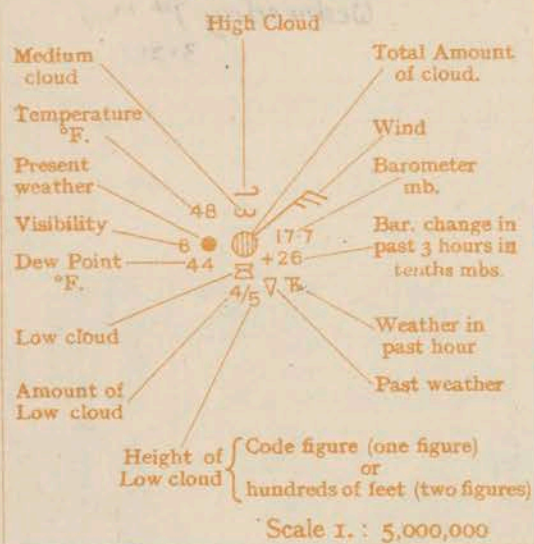 High Cloud
Medium
cloud
Total Amount
of cloud.
Temperature
°F.
Wind
Present
weather
Barometer
mb.
48
Visibility
6
17·7
Bar. change in
past 3 hours in
tenths mbs.
+26
Dew Point
°F.
44
4/5
Low cloud
Weather in
past hour
Amount of
Low cloud
Past weather
Height of
Low cloud
Code figure (one figure)
or
hundreds of feet (two figures)
Scale 1. : 5,000,000